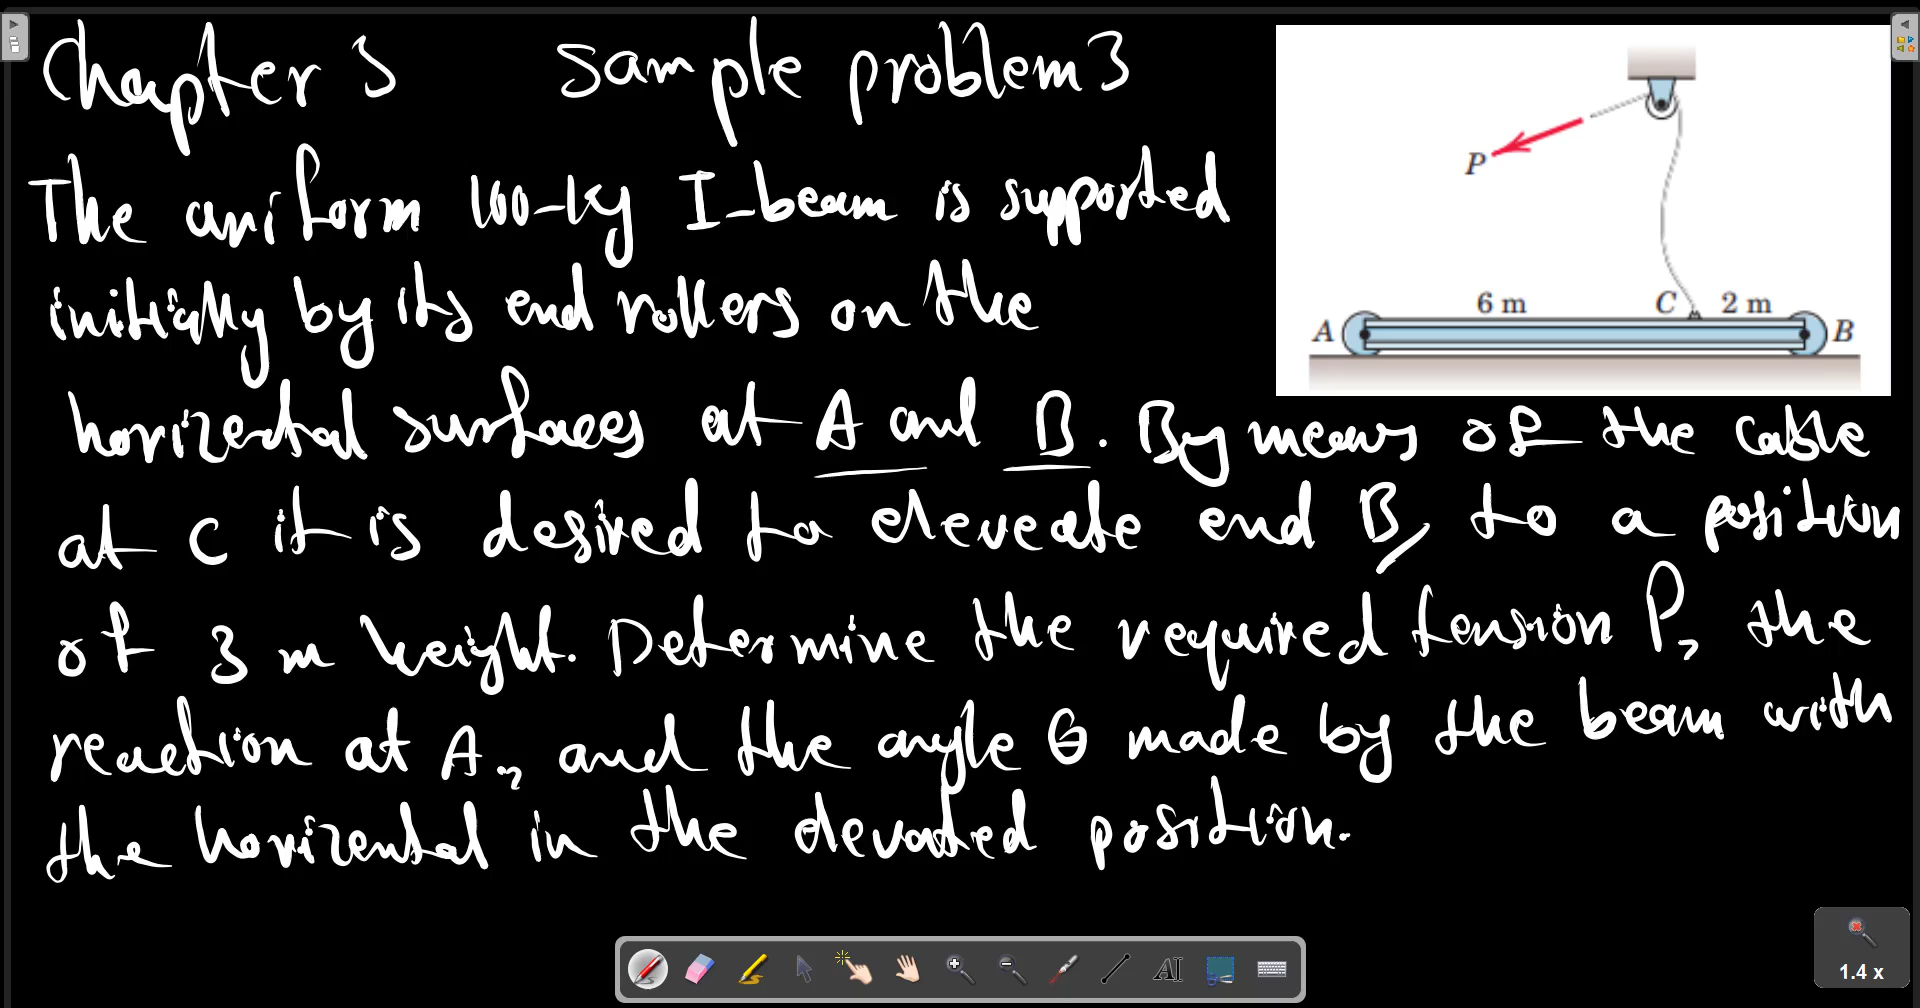 Chapter 3 Sample problem 3
The uniform 100-kg I-beam is supported
initially by its end rollers on the
horizental surfaces at A and B. By means of the cable
at C it is desired to eleveate end B, to a position
of 3 m height. Determine the required tension P, the
reaction at A, and the angle θ made by the beam with
the horizental in the elevated position.
P
6 m C 2 m
A B
1.4 x